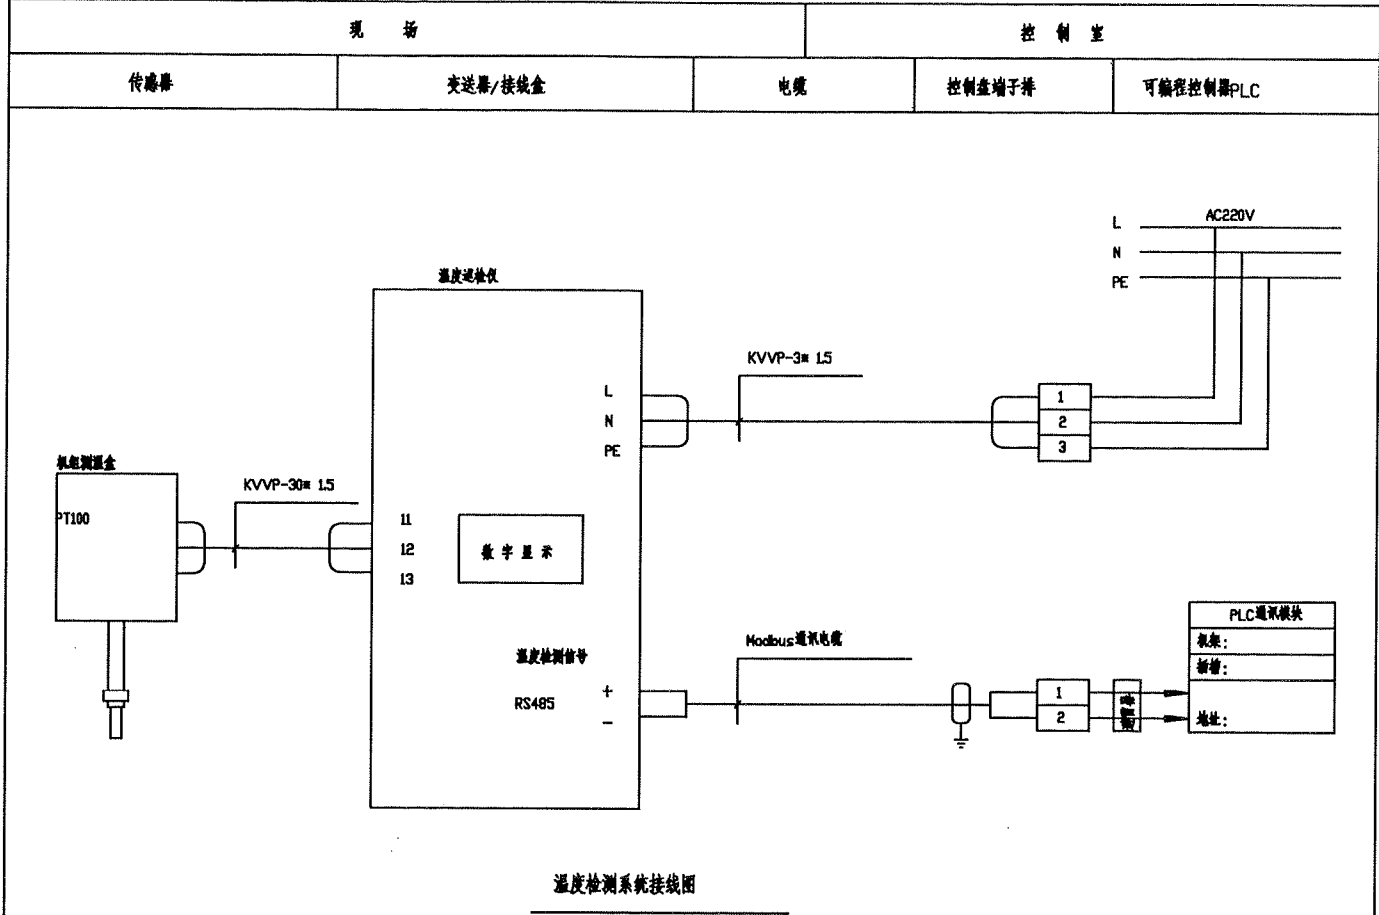 现 场
控 制 室
传感器
变送器/接线盒
电缆
控制盘端子排
可编程控制器PLC
L
AC220V
N
PE
温度巡检仪
KVVP-3* 1.5
L
N
PE
1
2
3
机组测温盒
KVVP-30* 1.5
PT100
11
12
13
数 字 显 示
PLC通讯模块
机架:
插槽:
地址:
Modbus通讯电缆
温度检测信号
RS485
+
-
1
2
温度检测系统接线图